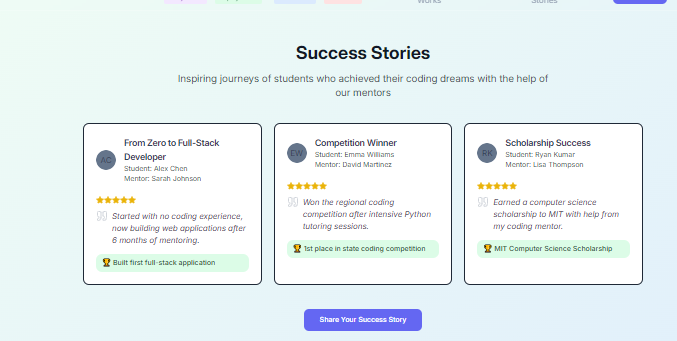 Works
Stories
Success Stories
Inspiring journeys of students who achieved their coding dreams with the help of
our mentors
AC
From Zero to Full-Stack
Developer
Student: Alex Chen
Mentor: Sarah Johnson
Started with no coding experience,
now building web applications after
6 months of mentoring.
🏆 Built first full-stack application
EW
Competition Winner
Student: Emma Williams
Mentor: David Martinez
Won the regional coding
competition after intensive Python
tutoring sessions.
🏆 1st place in state coding competition
RK
Scholarship Success
Student: Ryan Kumar
Mentor: Lisa Thompson
Earned a computer science
scholarship to MIT with help from
my coding mentor.
🏆 MIT Computer Science Scholarship
Share Your Success Story